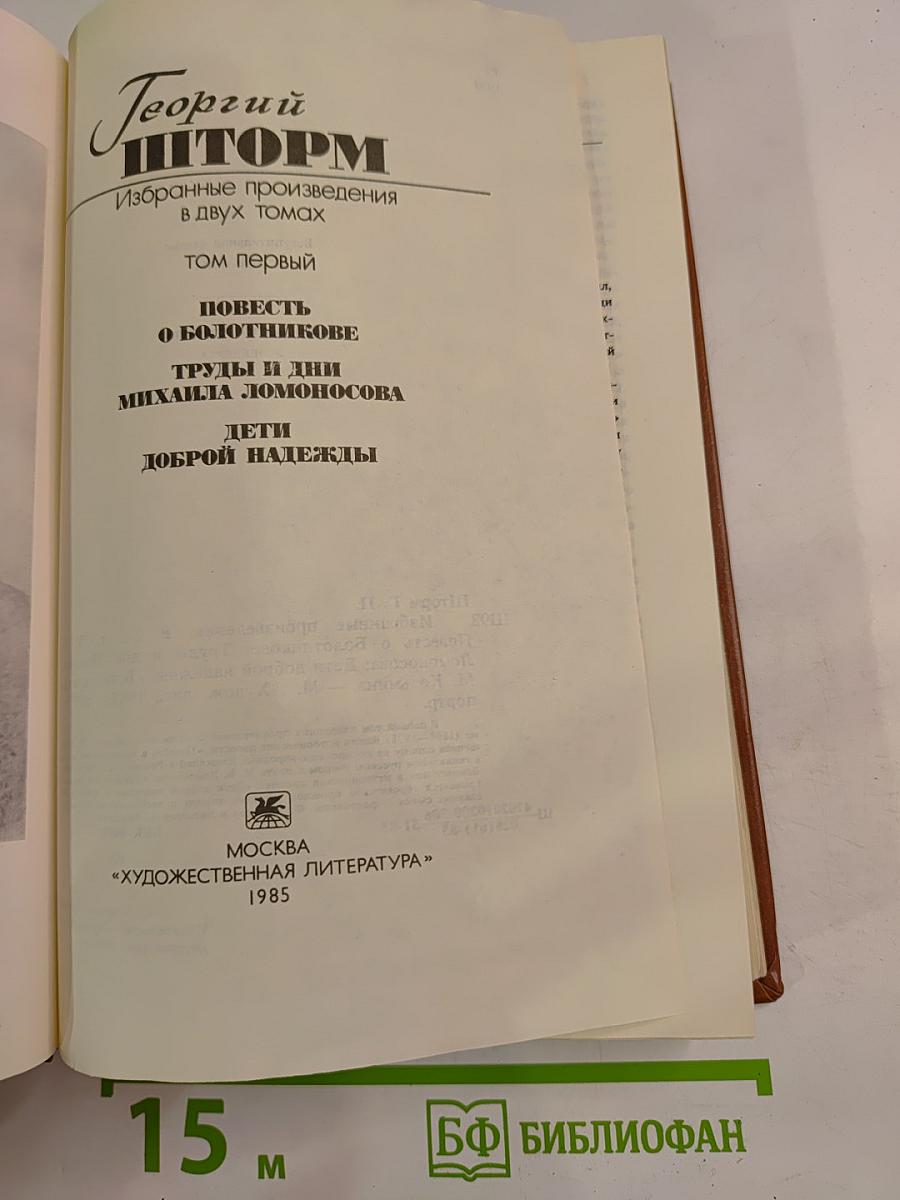 Георгий
ШТОРМ
Избранные произведения
в двух томах
том первый
ПОВЕСТЬ
О БОЛОТНИКОВЕ
ТРУДЫ И ДНИ
МИХАИЛА ЛОМОНОСОВА
ДЕТИ
ДОБРОЙ НАДЕЖДЫ
МОСКВА
«ХУДОЖЕСТВЕННАЯ ЛИТЕРАТУРА»
1985
15 м
БФ БИБЛИОФАН